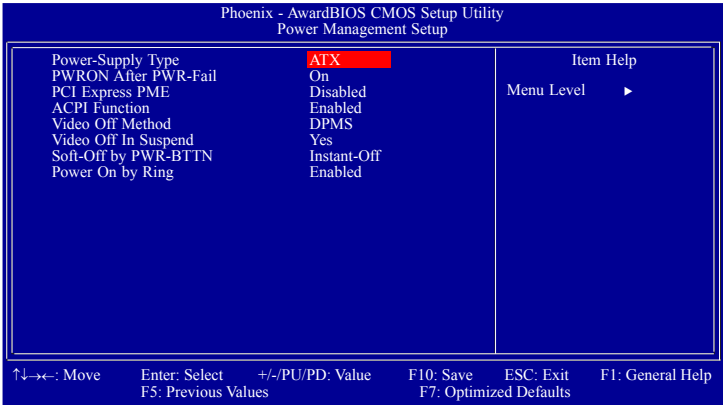 Phoenix - AwardBIOS CMOS Setup Utility
Power Management Setup
Power-Supply Type ATX
PWRON After PWR-Fail On
PCI Express PME Disabled
ACPI Function Enabled
Video Off Method DPMS
Video Off In Suspend Yes
Soft-Off by PWR-BTTN Instant-Off
Power On by Ring Enabled
Item Help
Menu Level ▶
↑↓→←: Move Enter: Select +/-/PU/PD: Value F10: Save ESC: Exit F1: General Help
F5: Previous Values F7: Optimized Defaults